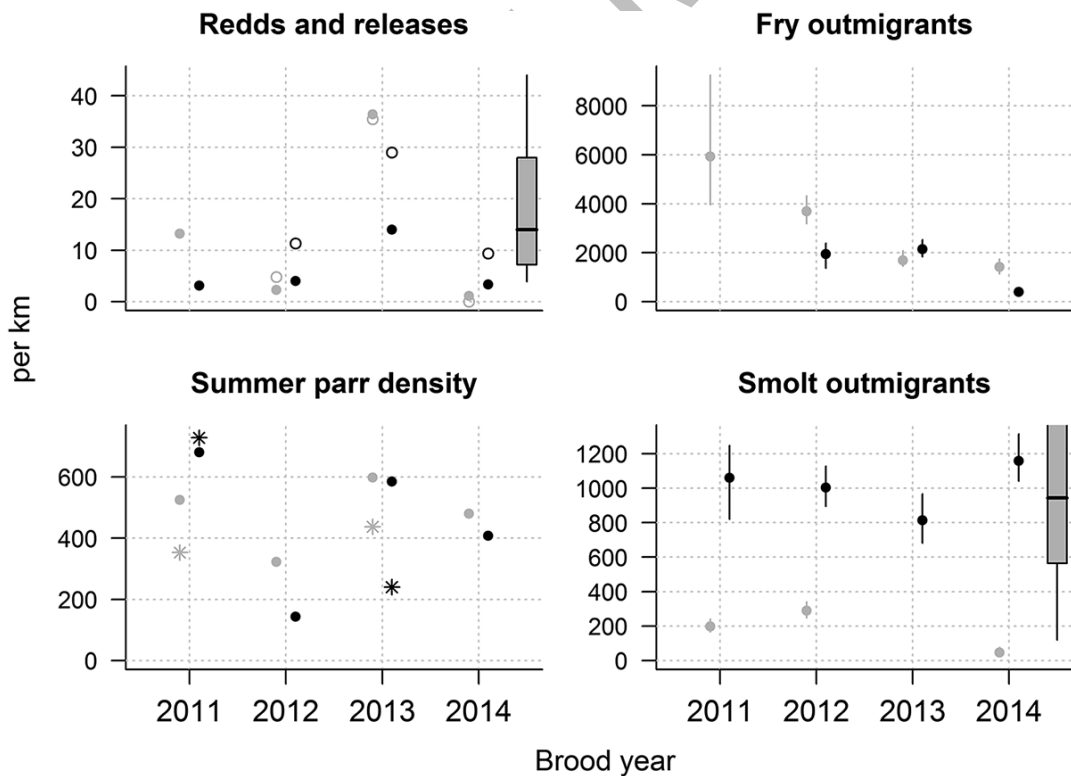 Redds and releases
Fry outmigrants
40
30
20
10
0
8000
6000
4000
2000
0
per km
Summer parr density
Smolt outmigrants
600
400
200
0
1200
1000
800
600
400
200
0
2011 2012 2013 2014
2011 2012 2013 2014
Brood year